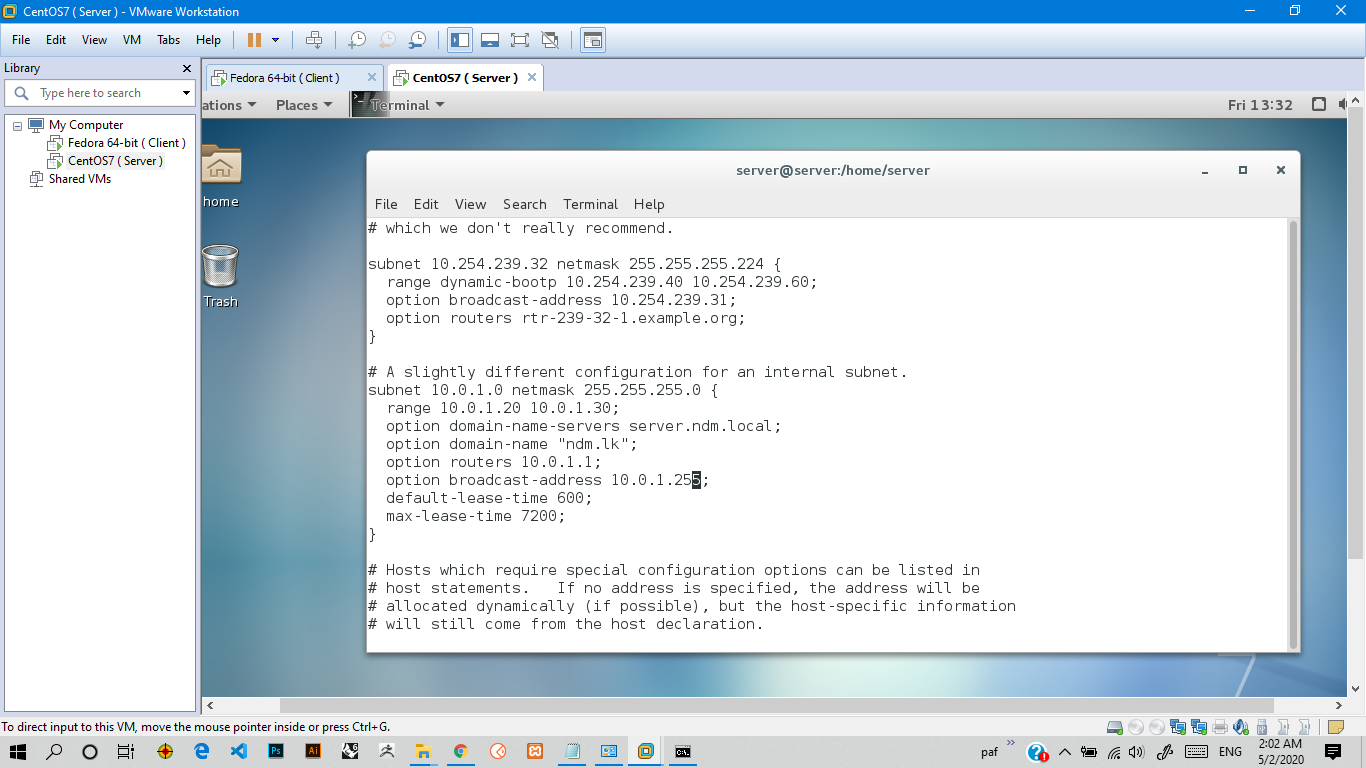 CentOS7 ( Server ) - VMware Workstation
File Edit View VM Tabs Help
Library
Type here to search
My Computer
Fedora 64-bit ( Client )
CentOS7 ( Server )
Shared VMs
Fedora 64-bit ( Client )
CentOS7 ( Server )
ations Places Terminal Fri 13:32
home
Trash
server@server:/home/server
File Edit View Search Terminal Help
# which we don't really recommend.
subnet 10.254.239.32 netmask 255.255.255.224 {
range dynamic-bootp 10.254.239.40 10.254.239.60;
option broadcast-address 10.254.239.31;
option routers rtr-239-32-1.example.org;
}
# A slightly different configuration for an internal subnet.
subnet 10.0.1.0 netmask 255.255.255.0 {
range 10.0.1.20 10.0.1.30;
option domain-name-servers server.ndm.local;
option domain-name "ndm.lk";
option routers 10.0.1.1;
option broadcast-address 10.0.1.255;
default-lease-time 600;
max-lease-time 7200;
}
# Hosts which require special configuration options can be listed in
# host statements.   If no address is specified, the address will be
# allocated dynamically (if possible), but the host-specific information
# will still come from the host declaration.
7
To direct input to this VM, move the mouse pointer inside or press Ctrl+G.
Ps
Ai
paf
ENG
2:02 AM
5/2/2020